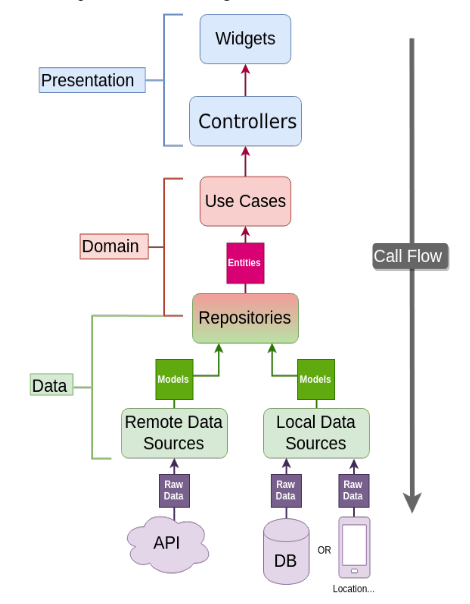 Widgets
Presentation
Controllers
Use Cases
Domain
Call Flow
Entities
Repositories
Data
Models
Models
Remote Data
Sources
Local Data
Sources
Raw
Data
Raw
Data
Raw
Data
API
DB
OR
Location...